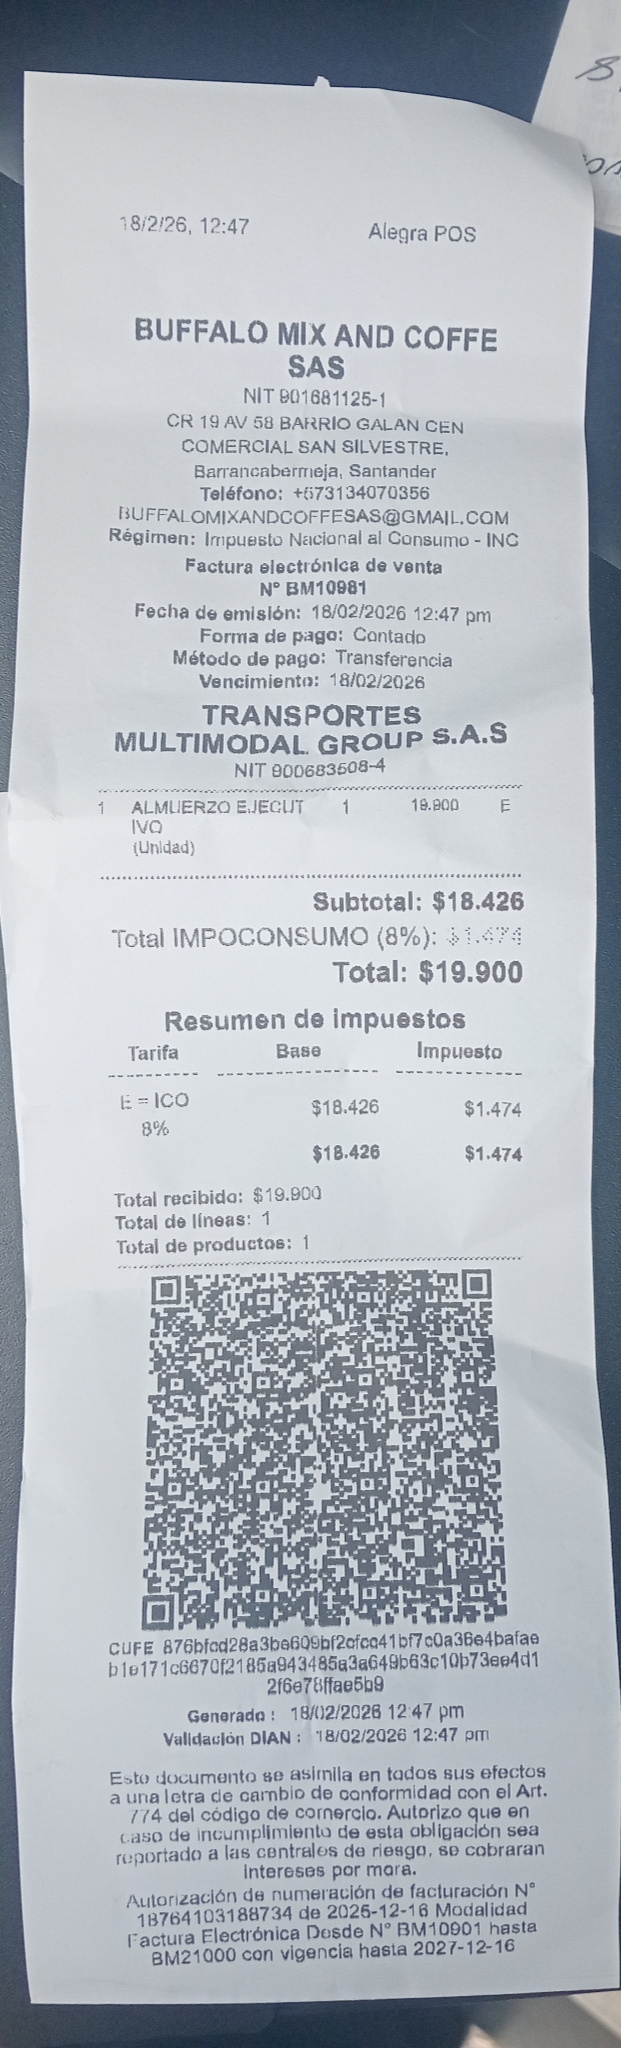 18/2/26, 12:47
Alegra POS
BUFFALO MIX AND COFFE
SAS
NIT 901681125-1
CR 19 AV 58 BARRIO GALAN CEN
COMERCIAL SAN SILVESTRE,
Barrancabermeja, Santander
Teléfono: +573134070356
BUFFALOMIXANDCOFFESAS@GMAIL.COM
Régimen: Impuesto Nacional al Consumo - INC
Factura electrónica de venta
N° BM10981
Fecha de emisión: 18/02/2026 12:47 pm
Forma de pago: Contado
Método de pago: Transferencia
Vencimiento: 18/02/2026
TRANSPORTES
MULTIMODAL GROUP S.A.S
NIT 900683508-4
1 ALMUERZO EJECUT 1 19.900 E
IVO
(Unidad)
Subtotal: $18.426
Total IMPOCONSUMO (8%): $1.474
Total: $19.900
Resumen de impuestos
Tarifa Base Impuesto
E = ICO $18.426 $1.474
8%
$18.426 $1.474
Total recibido: $19.900
Total de líneas: 1
Total de productos: 1
CUFE
Generado : 18/02/2026 12:47 pm
Validación DIAN : 18/02/2026 12:47 pm
Este documento se asimila en todos sus efectos
a una letra de cambio de conformidad con el Art.
774 del código de comercio. Autorizo que en
caso de incumplimiento de esta obligación sea
reportado a las centrales de riesgo, se cobraran
intereses por mora.
Autorización de numeración de facturación N°
18764103188734 de 2025-12-16 Modalidad
Factura Electrónica Desde N° BM10901 hasta
BM21000 con vigencia hasta 2027-12-16